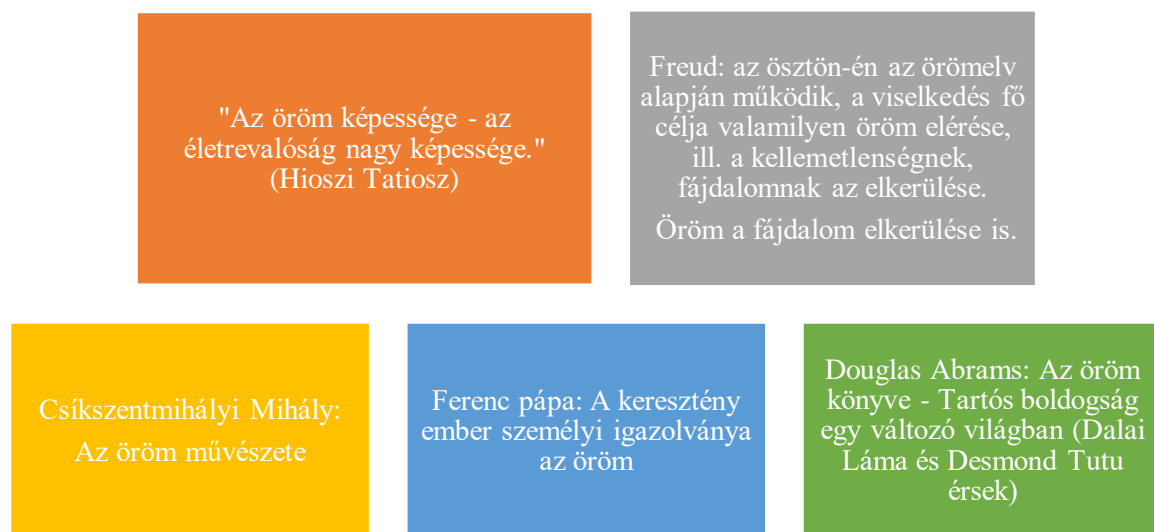 "Az öröm képessége - az
életrevalóság nagy képessége."
(Hioszi Tatiosz)
Freud: az ösztön-én az örömelv
alapján működik, a viselkedés fő
célja valamilyen öröm elérése,
ill. a kellemetlenségnek,
fájdalomnak az elkerülése.
Öröm a fájdalom elkerülése is.
Csíkszentmihályi Mihály:
Az öröm művészete
Ferenc pápa: A keresztény
ember személyi igazolványa
az öröm
Douglas Abrams: Az öröm
könyve - Tartós boldogság
egy változó világban (Dalai
Láma és Desmond Tutu
érsek)